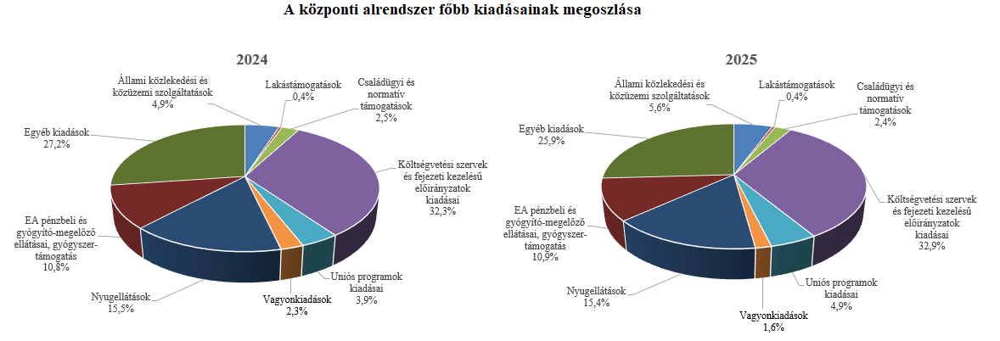 A központi alrendszer főbb kiadásainak megoszlása
2024
Állami közlekedési és
közüzemi szolgáltatások
4,9%
Lakástámogatások
0,4%
Családügyi és
normatív
támogatások
2,5%
Egyéb kiadások
27,2%
Költségvetési szervek
és fejezeti kezelésű
előirányzatok
kiadásai
32,3%
EA pénzbeli és
gyógyító-megelőző
ellátásai, gyógyszer-
támogatás
10,8%
Nyugellátások
15,5%
Vagyonkiadások
2,3%
Uniós programok
kiadásai
3,9%
2025
Állami közlekedési és
közüzemi szolgáltatások
5,6%
Lakástámogatások
0,4%
Családügyi és
normatív
támogatások
2,4%
Egyéb kiadások
25,9%
Költségvetési szervek
és fejezeti kezelésű
előirányzatok
kiadásai
32,9%
EA pénzbeli és
gyógyító-megelőző
ellátásai, gyógyszer-
támogatás
10,9%
Nyugellátások
15,4%
Vagyonkiadások
1,6%
Uniós programok
kiadásai
4,9%